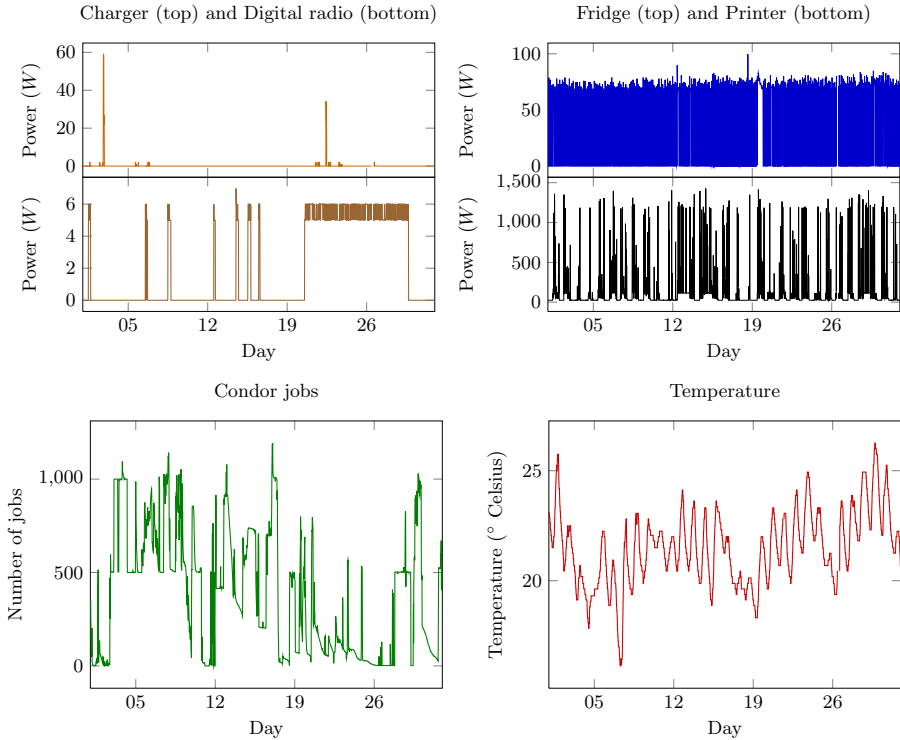 Charger (top) and Digital radio (bottom)
Fridge (top) and Printer (bottom)
60
40
20
0
Power (W)
6
4
2
0
Power (W)
05 12 19 26
Day
100
50
0
Power (W)
1,500
1,000
500
0
Power (W)
05 12 19 26
Day
Condor jobs
1,000
500
0
Number of jobs
05 12 19 26
Day
Temperature
25
20
Temperature (° Celsius)
05 12 19 26
Day